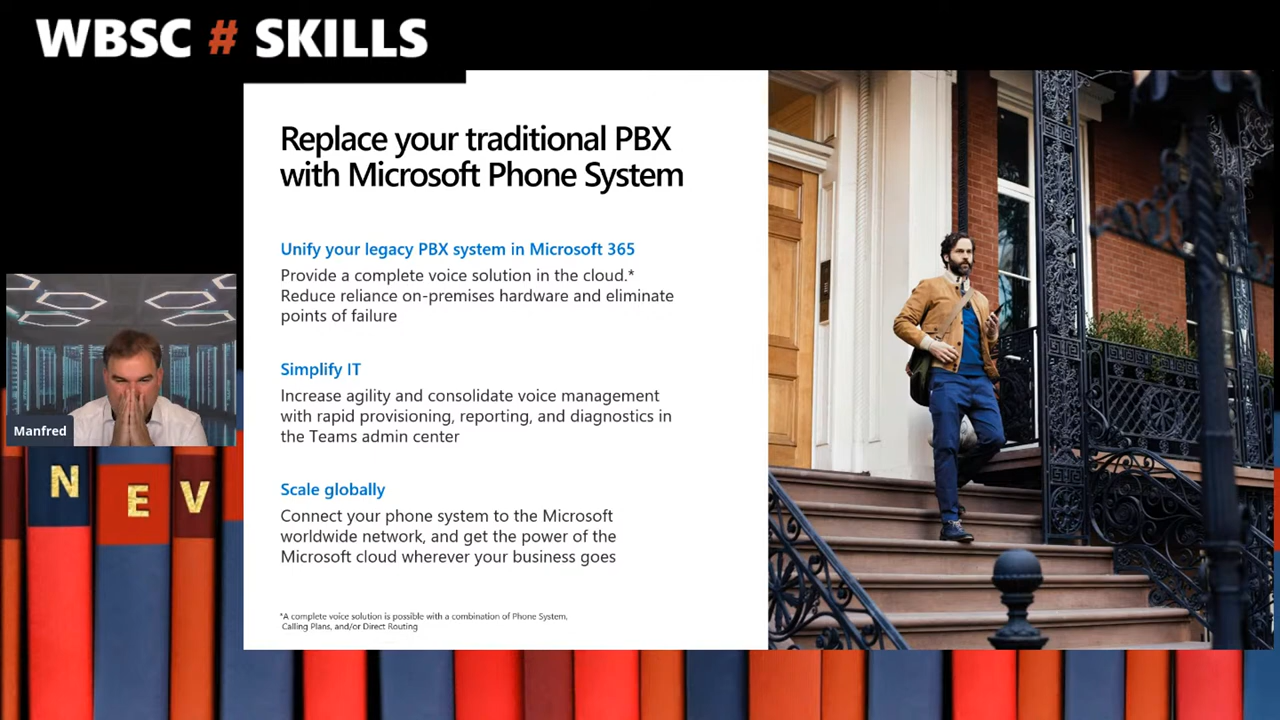 WBSC # SKILLS
Replace your traditional PBX
with Microsoft Phone System
Unify your legacy PBX system in Microsoft 365
Provide a complete voice solution in the cloud.*
Reduce reliance on-premises hardware and eliminate
points of failure
Simplify IT
Increase agility and consolidate voice management
with rapid provisioning, reporting, and diagnostics in
the Teams admin center
Scale globally
Connect your phone system to the Microsoft
worldwide network, and get the power of the
Microsoft cloud wherever your business goes
*A complete voice solution is possible with a combination of Phone System,
Calling Plans, and/or Direct Routing
Manfred
N E V